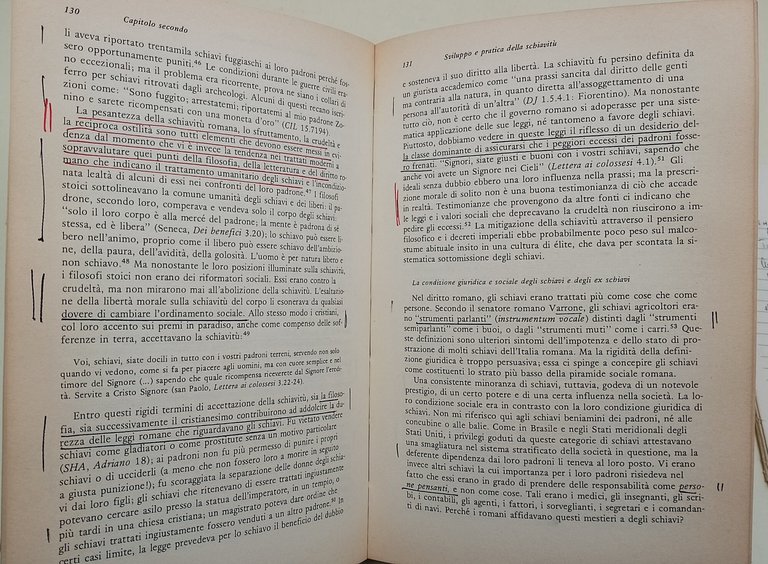 130
Capitolo secondo
li aveva riportato trentamila schiavi fuggiaschi ai loro padroni perché fos-
sero opportunamente puniti.46 Le condizioni durante le guerre civili era-
no eccezionali; ma il problema era ricorrente, prova ne siano i collari di
ferro per schiavi ritrovati dagli archeologi. Alcuni di questi recano iscri-
zioni come: “Sono fuggito; arrestatemi; riportatemi al mio padrone Zo-
nino e sarete ricompensati con una moneta d'oro” (CIL 15.7194).
La pesantezza della schiavitù romana, lo sfruttamento, la crudeltà e
la reciproca ostilità sono tutti elementi che devono essere messi in evi-
denza dal momento che vi è invece la tendenza nei trattati moderni a
sopravvalutare quei punti della filosofia, della letteratura e del diritto ro-
mano che indicano il trattamento umanitario degli schiavi e l'incondizio-
nata lealtà di alcuni di essi nei confronti del loro padrone.47 I filosofi
stoici sottolineavano la comune umanità degli schiavi e dei liberi: il pa-
drone, secondo loro, comperava e vendeva solo il corpo degli schiavi:
“solo il loro corpo è alla mercé del padrone; la mente è padrona di sé
stessa, ed è libera” (Seneca, Dei benefici 3.20); lo schiavo può essere li-
bero nell'animo, proprio come il libero può essere schiavo dell'ambizio-
ne, della paura, dell'avidità, della golosità. L'uomo è per natura libero e
non schiavo.48 Ma nonostante le loro posizioni illuminate sulla schiavitù,
i filosofi stoici non erano dei riformatori sociali. Essi erano contro la
crudeltà, ma non mirarono mai all'abolizione della schiavitù. L'esaltazio-
ne della libertà morale sulla schiavitù del corpo li esonerava da qualsiasi
dovere di cambiare l'ordinamento sociale. Allo stesso modo i cristiani,
col loro accento sui premi in paradiso, anche come compenso delle sof-
ferenze in terra, accettavano la schiavitù:49
Voi, schiavi, siate docili in tutto con i vostri padroni terreni, servendo non solo
quando vi vedono, come si fa per piacere agli uomini, ma con cuore semplice e nel
timore del Signore (...) sapendo che quale ricompensa riceverete dal Signore l'eredi-
tà. Servite a Cristo Signore (san Paolo, Lettera ai colossesi 3.22-24).
Entro questi rigidi termini di accettazione della schiavitù, sia la filoso-
fia, sia successivamente il cristianesimo contribuirono ad addolcire la du-
rezza delle leggi romane che riguardavano gli schiavi. Fu vietato vendere
schiavi come gladiatori o come prostitute senza un motivo particolare
(SHA, Adriano 18); ai padroni non fu più permesso di punire i propri
schiavi o di ucciderli (a meno che non fossero loro a morire in seguito
a giusta punizione!); fu scoraggiata la separazione delle donne degli schia-
vi dai loro figli; gli schiavi che ritenevano di essere trattati ingiustamente
potevano cercare asilo presso la statua dell'imperatore, in un tempio, o
più tardi in una chiesa cristiana; un magistrato poteva dare ordine che
gli schiavi trattati ingiustamente fossero venduti a un altro padrone.50 In
certi casi limite, la legge prevedeva per lo schiavo il beneficio del dubbio
131
Sviluppo e pratica della schiavitù
e sosteneva il suo diritto alla libertà. La schiavitù fu persino definita da
un giurista accademico come “una prassi sancita dal diritto delle genti
ma contraria alla natura, in quanto diretta all'assoggettamento di una
persona all'autorità di un'altra” (DJ 1.5.4.1: Fiorentino). Ma nonostante
tutto ciò, non è certo che il governo romano si adoperasse per una siste-
matica applicazione delle sue leggi, né tantomeno a favore degli schiavi.
Piuttosto, dobbiamo vedere in queste leggi il riflesso di un desiderio del-
la classe dominante di assicurarsi che i peggiori eccessi dei padroni fosse-
ro frenati. “Signori, siate giusti e buoni con i vostri schiavi, sapendo che
anche voi avete un Signore nei Cieli” (Lettera a colossesi 4.1).51 Gli
ideali senza dubbio ebbero una loro influenza nella prassi; ma la prescri-
zione morale di solito non è una buona testimonianza di ciò che accade
in realtà. Testimonianze che provengono da altre fonti ci indicano che
le leggi e i valori sociali che deprecavano la crudeltà non riuscirono a im-
pedire gli eccessi.52 La mitigazione della schiavitù attraverso il pensiero
filosofico e i decreti imperiali ebbe probabilmente poco peso sul malco-
stume abituale insito in una cultura di élite, che dava per scontata la si-
stematica sottomissione degli schiavi.
La condizione giuridica e sociale degli schiavi e degli ex schiavi
Nel diritto romano, gli schiavi erano trattati più come cose che come
persone. Secondo il senatore romano Varrone, gli schiavi agricoltori era-
no “strumenti parlanti” (instrumentum vocale) distinti dagli “strumenti
semiparlanti” come i buoi, o dagli “strumenti muti” come i carri.53 Que-
ste definizioni sono ulteriori sintomi dell'impotenza e dello stato di pro-
strazione di molti schiavi dell'Italia romana. Ma la rigidità della defini-
zione giuridica è troppo persuasiva; essa ci spinge a concepire gli schiavi
come costituenti lo strato più basso della piramide sociale romana.
Una consistente minoranza di schiavi, tuttavia, godeva di un notevole
prestigio, di un certo potere e di una certa influenza nella società. La lo-
ro condizione sociale era in contrasto con la loro condizione giuridica di
schiavi. Non mi riferisco qui agli schiavi beniamini dei padroni, né alle
concubine o alle balie. Come in Brasile e negli Stati meridionali degli
Stati Uniti, i privilegi goduti da queste categorie di schiavi attestavano
una smagliatura nel sistema stratificato della società in questione, ma la
deferente dipendenza dai loro padroni li teneva al loro posto. Vi erano
invece altri schiavi la cui importanza per i loro padroni risiedeva nel
fatto che essi erano in grado di prendere delle responsabilità come perso-
ne pensanti, e non come cose. Tali erano i medici, gli insegnanti, gli scri-
bi, i contabili, gli agenti, i fattori, i sorveglianti, i segretari e i comandan-
ti di navi. Perché i romani affidavano questi mestieri a degli schiavi?